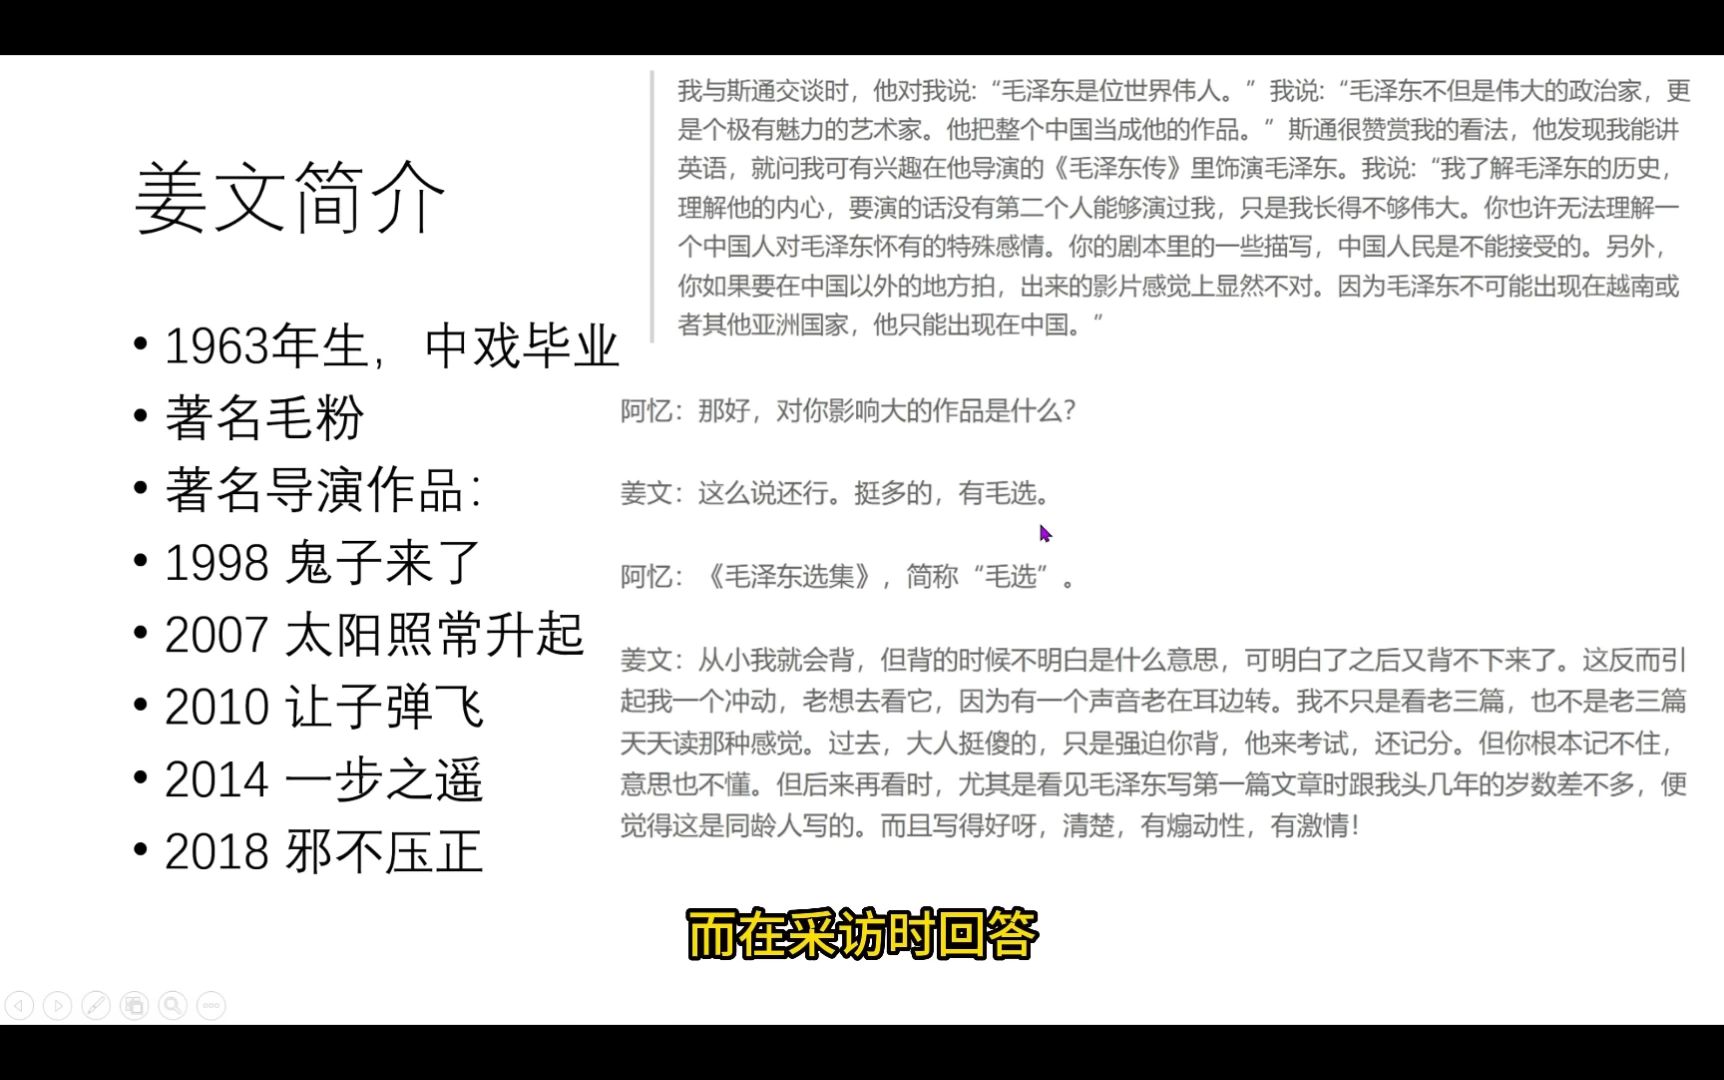 姜文简介
• 1963年生，中戏毕业
• 著名毛粉
• 著名导演作品：
• 1998 鬼子来了
• 2007 太阳照常升起
• 2010 让子弹飞
• 2014 一步之遥
• 2018 邪不压正
我与斯通交谈时，他对我说：“毛泽东是位世界伟人。”我说：“毛泽东不但是伟大的政治家，更
是个极有魅力的艺术家。他把整个中国当成他的作品。”斯通很赞赏我的看法，他发现我能讲
英语，就问我可有兴趣在他导演的《毛泽东传》里饰演毛泽东。我说：“我了解毛泽东的历史，
理解他的内心，要演的话没有第二个人能够演过我，只是我长得不够伟大。你也许无法理解一
个中国人对毛泽东怀有的特殊感情。你的剧本里的一些描写，中国人民是不能接受的。另外，
你如果要在中国以外的地方拍，出来的影片感觉上显然不对。因为毛泽东不可能出现在越南或
者其他亚洲国家，他只能出现在中国。”
阿忆：那好，对你影响大的作品是什么？
姜文：这么说还行。挺多的，有毛选。
阿忆：《毛泽东选集》，简称“毛选”。
姜文：从小我就会背，但背的时候不明白是什么意思，可明白了之后又背不下来了。这反而引
起我一个冲动，老想去看它，因为有一个声音老在耳边转。我不只是看老三篇，也不是老三篇
天天读那种感觉。过去，大人挺傻的，只是强迫你背，他来考试，还记分。但你根本记不住，
意思也不懂。但后来再看时，尤其是看见毛泽东写第一篇文章时跟我头几年的岁数差不多，便
觉得这是同龄人写的。而且写得好呀，清楚，有煽动性，有激情！
而在采访时回答